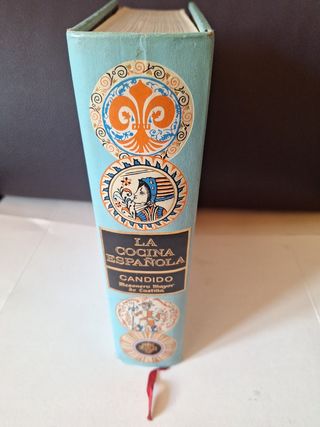 LA
COCINA
ESPAÑOLA
CANDIDO
Mesonero Mayor
de Castilla